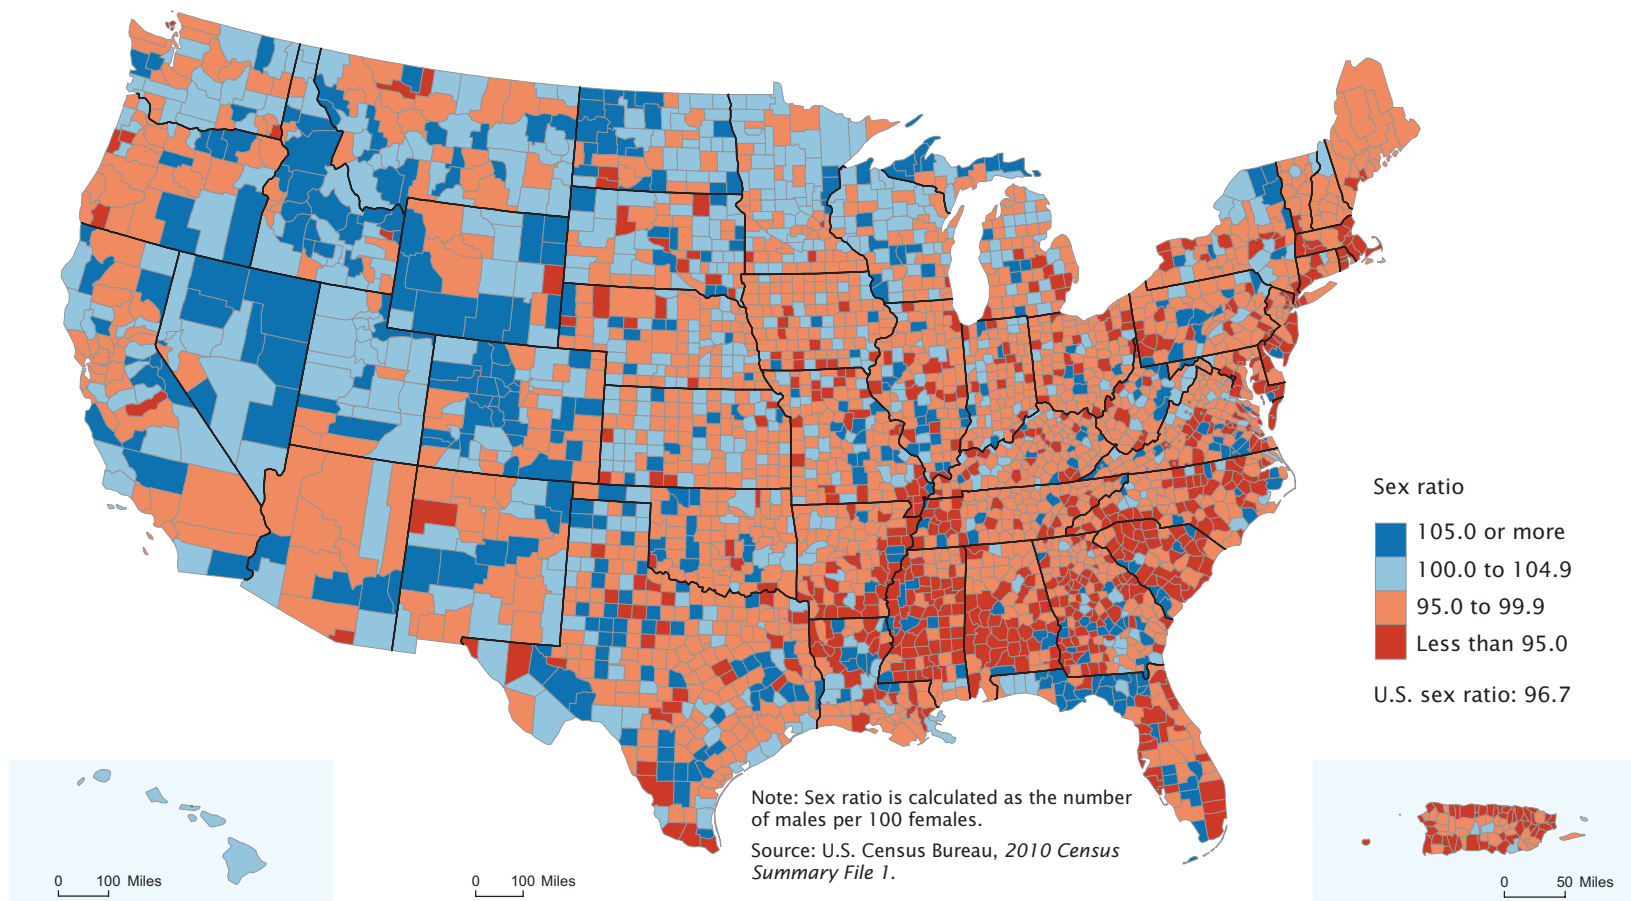 Sex ratio
105.0 or more
100.0 to 104.9
95.0 to 99.9
Less than 95.0
U.S. sex ratio: 96.7
Note: Sex ratio is calculated as the number
of males per 100 females.
Source: U.S. Census Bureau, 2010 Census
Summary File 1.
0 100 Miles
0 100 Miles
0 50 Miles